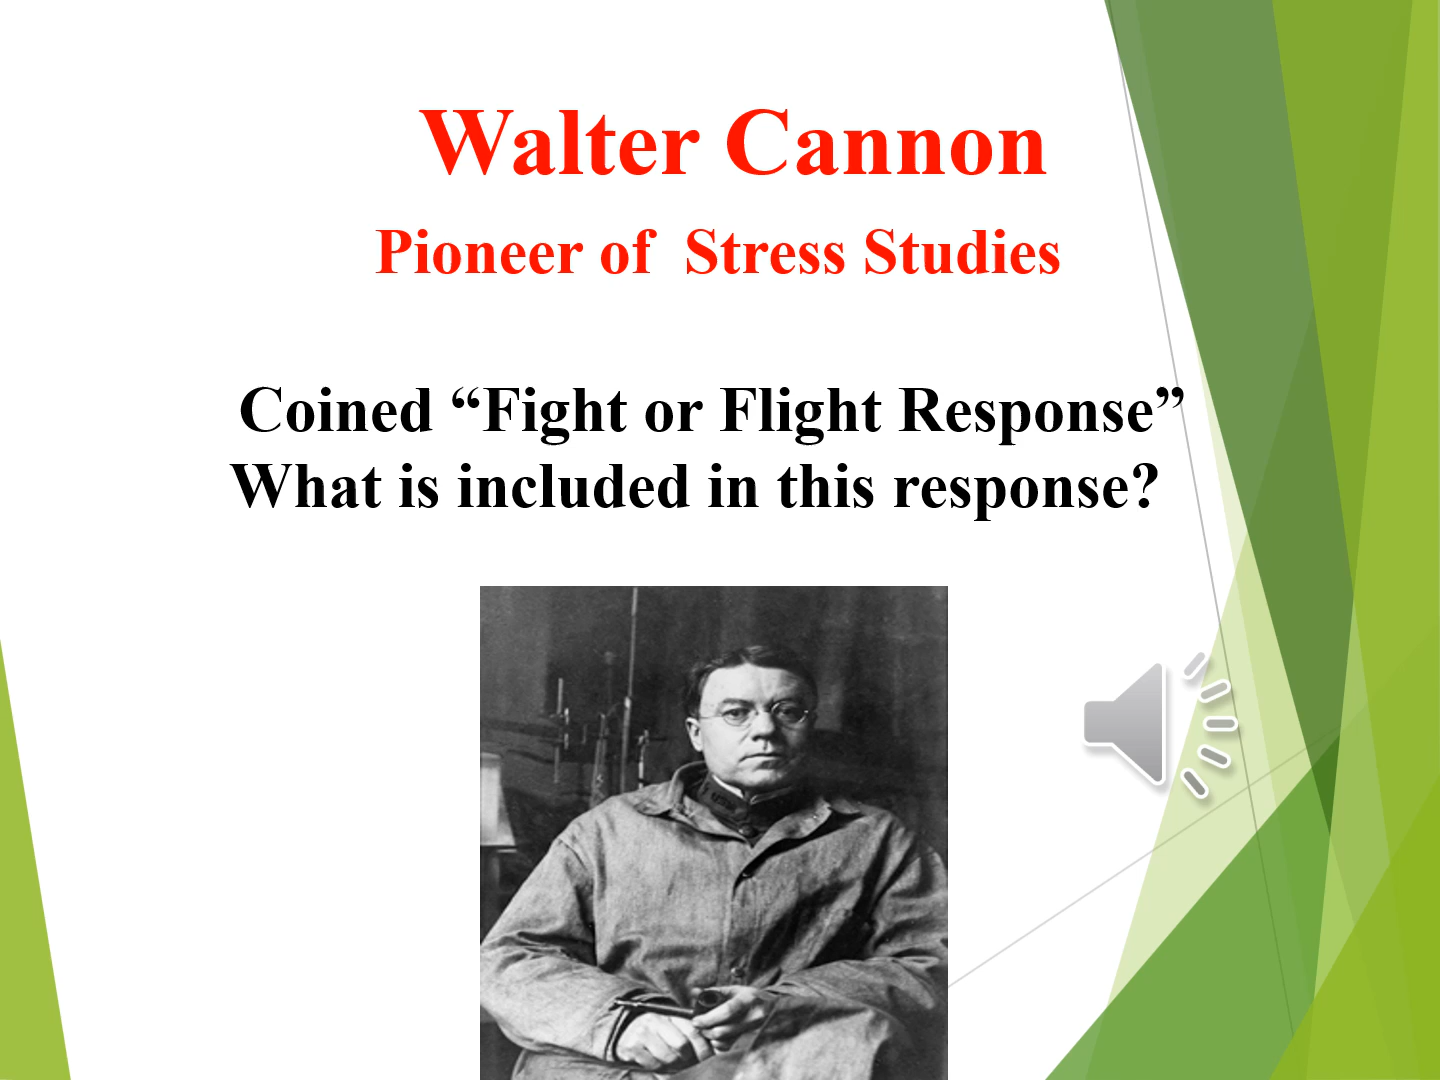 Walter Cannon
Pioneer of  Stress Studies
Coined “Fight or Flight Response”
What is included in this response?